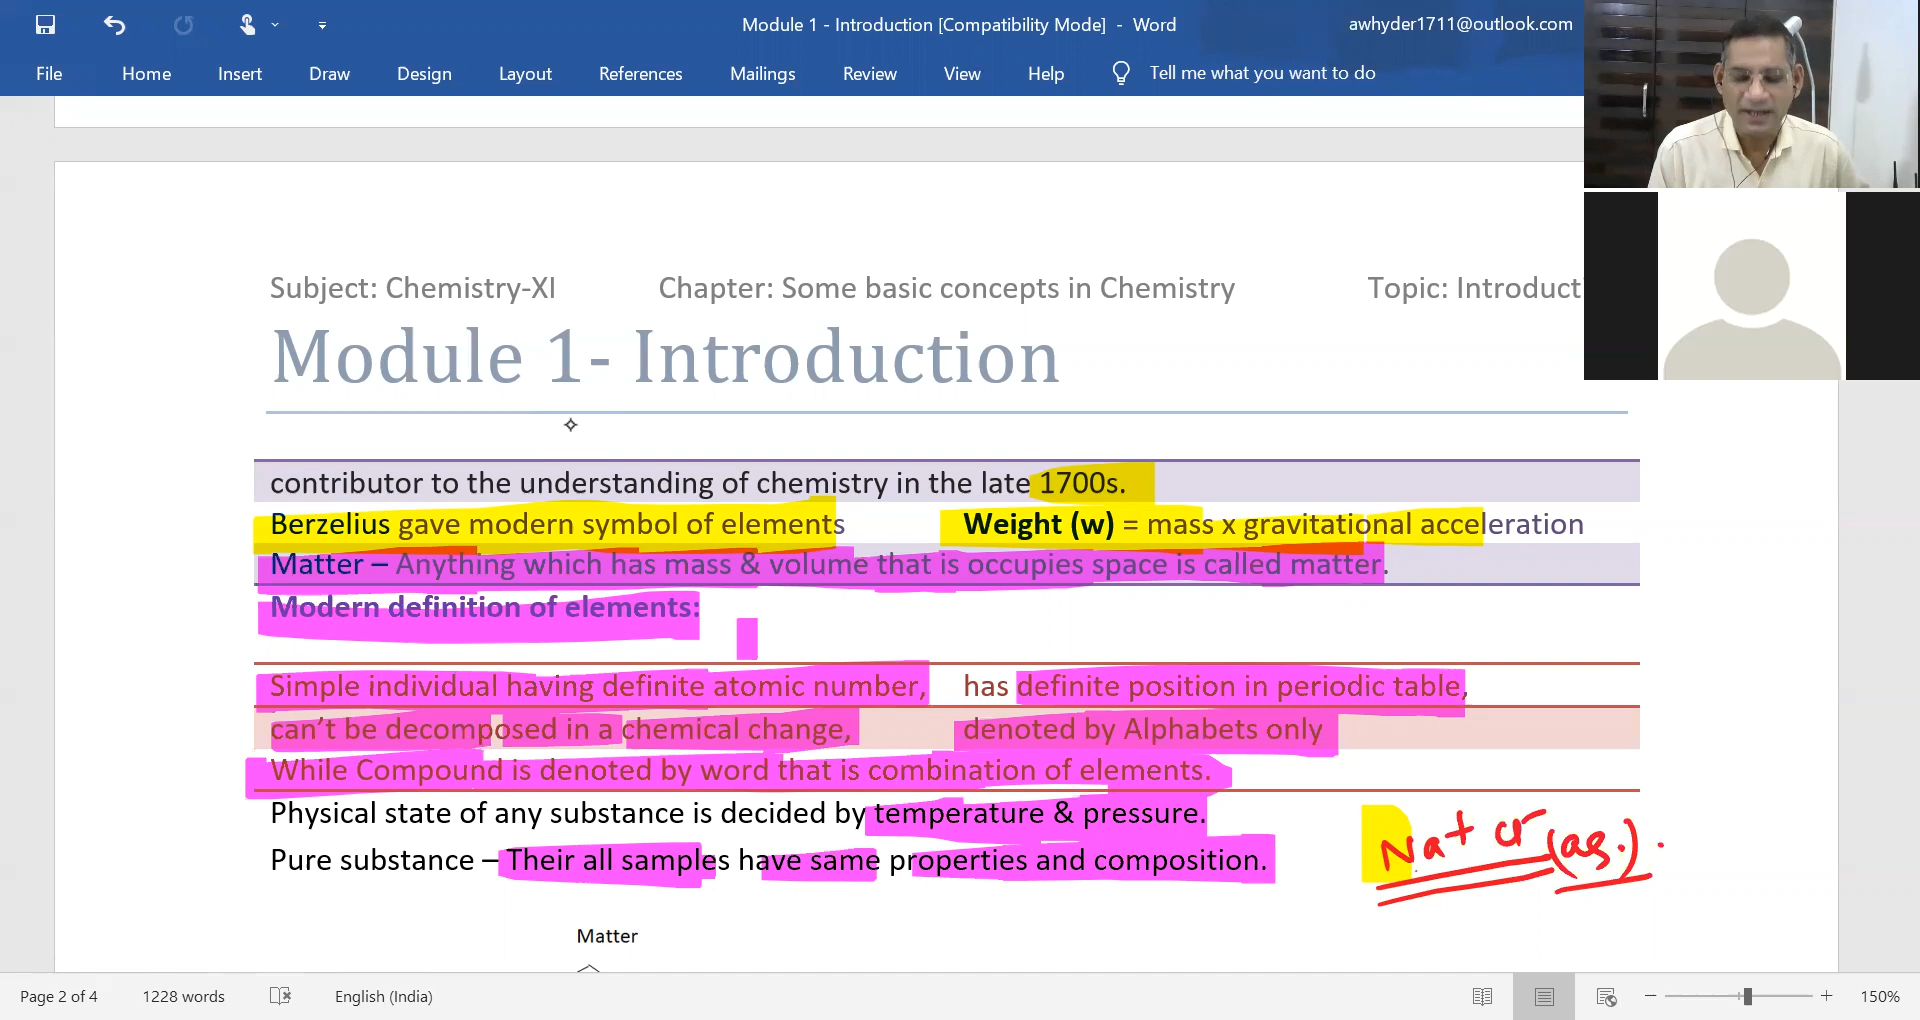 Module 1 - Introduction [Compatibility Mode] - Word
awhyder1711@outlook.com
File Home Insert Draw Design Layout References Mailings Review View Help Tell me what you want to do
Subject: Chemistry-XI Chapter: Some basic concepts in Chemistry Topic: Introducti
Module 1- Introduction
contributor to the understanding of chemistry in the late 1700s.
Berzelius gave modern symbol of elements Weight (w) = mass x gravitational acceleration
Matter – Anything which has mass & volume that is occupies space is called matter.
Modern definition of elements:
Simple individual having definite atomic number, has definite position in periodic table,
can’t be decomposed in a chemical change, denoted by Alphabets only
While Compound is denoted by word that is combination of elements.
Physical state of any substance is decided by temperature & pressure.
Pure substance – Their all samples have same properties and composition.
Na+ Cl- (aq.).
Matter
Page 2 of 4 1228 words English (India) 150%